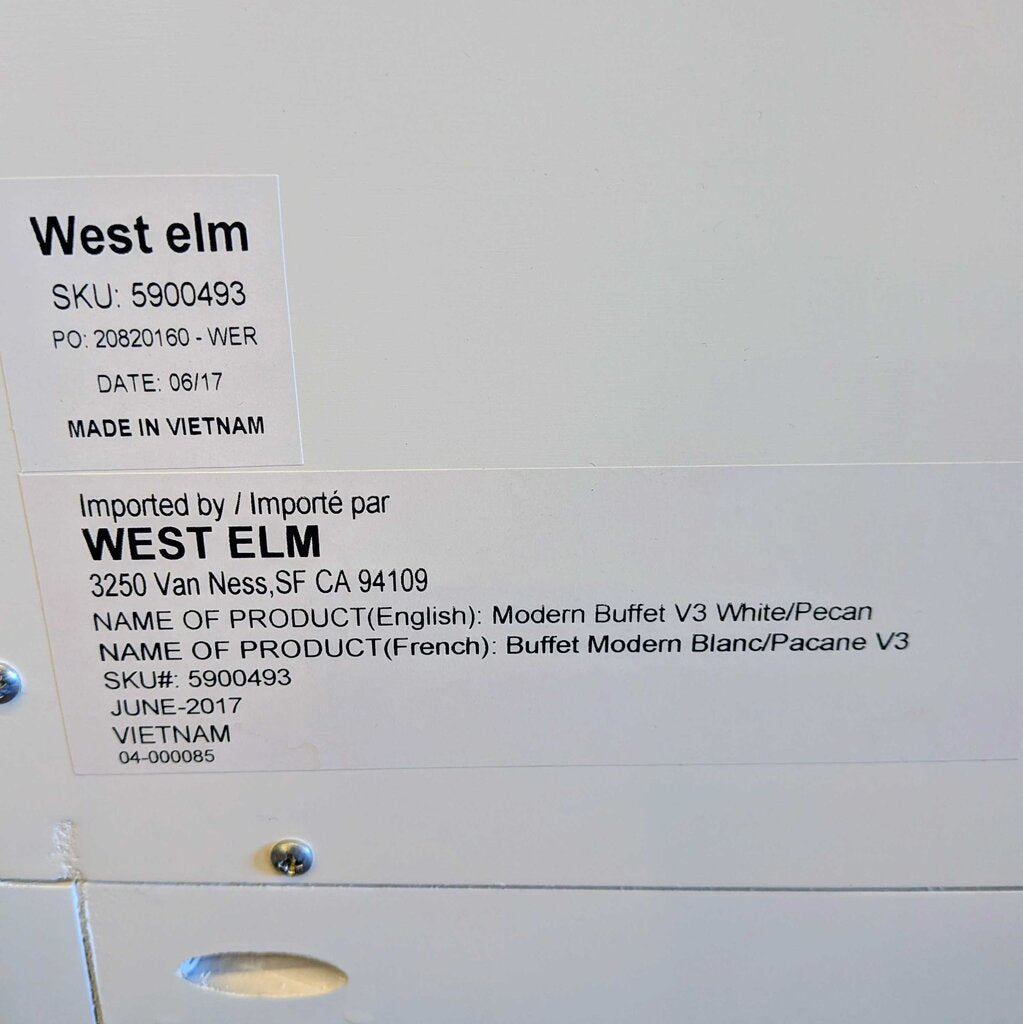 West elm
SKU: 5900493
PO: 20820160 - WER
DATE: 06/17
MADE IN VIETNAM
Imported by / Importé par
WEST ELM
3250 Van Ness,SF CA 94109
NAME OF PRODUCT(English): Modern Buffet V3 White/Pecan
NAME OF PRODUCT(French): Buffet Modern Blanc/Pacane V3
SKU#: 5900493
JUNE-2017
VIETNAM
04-000085